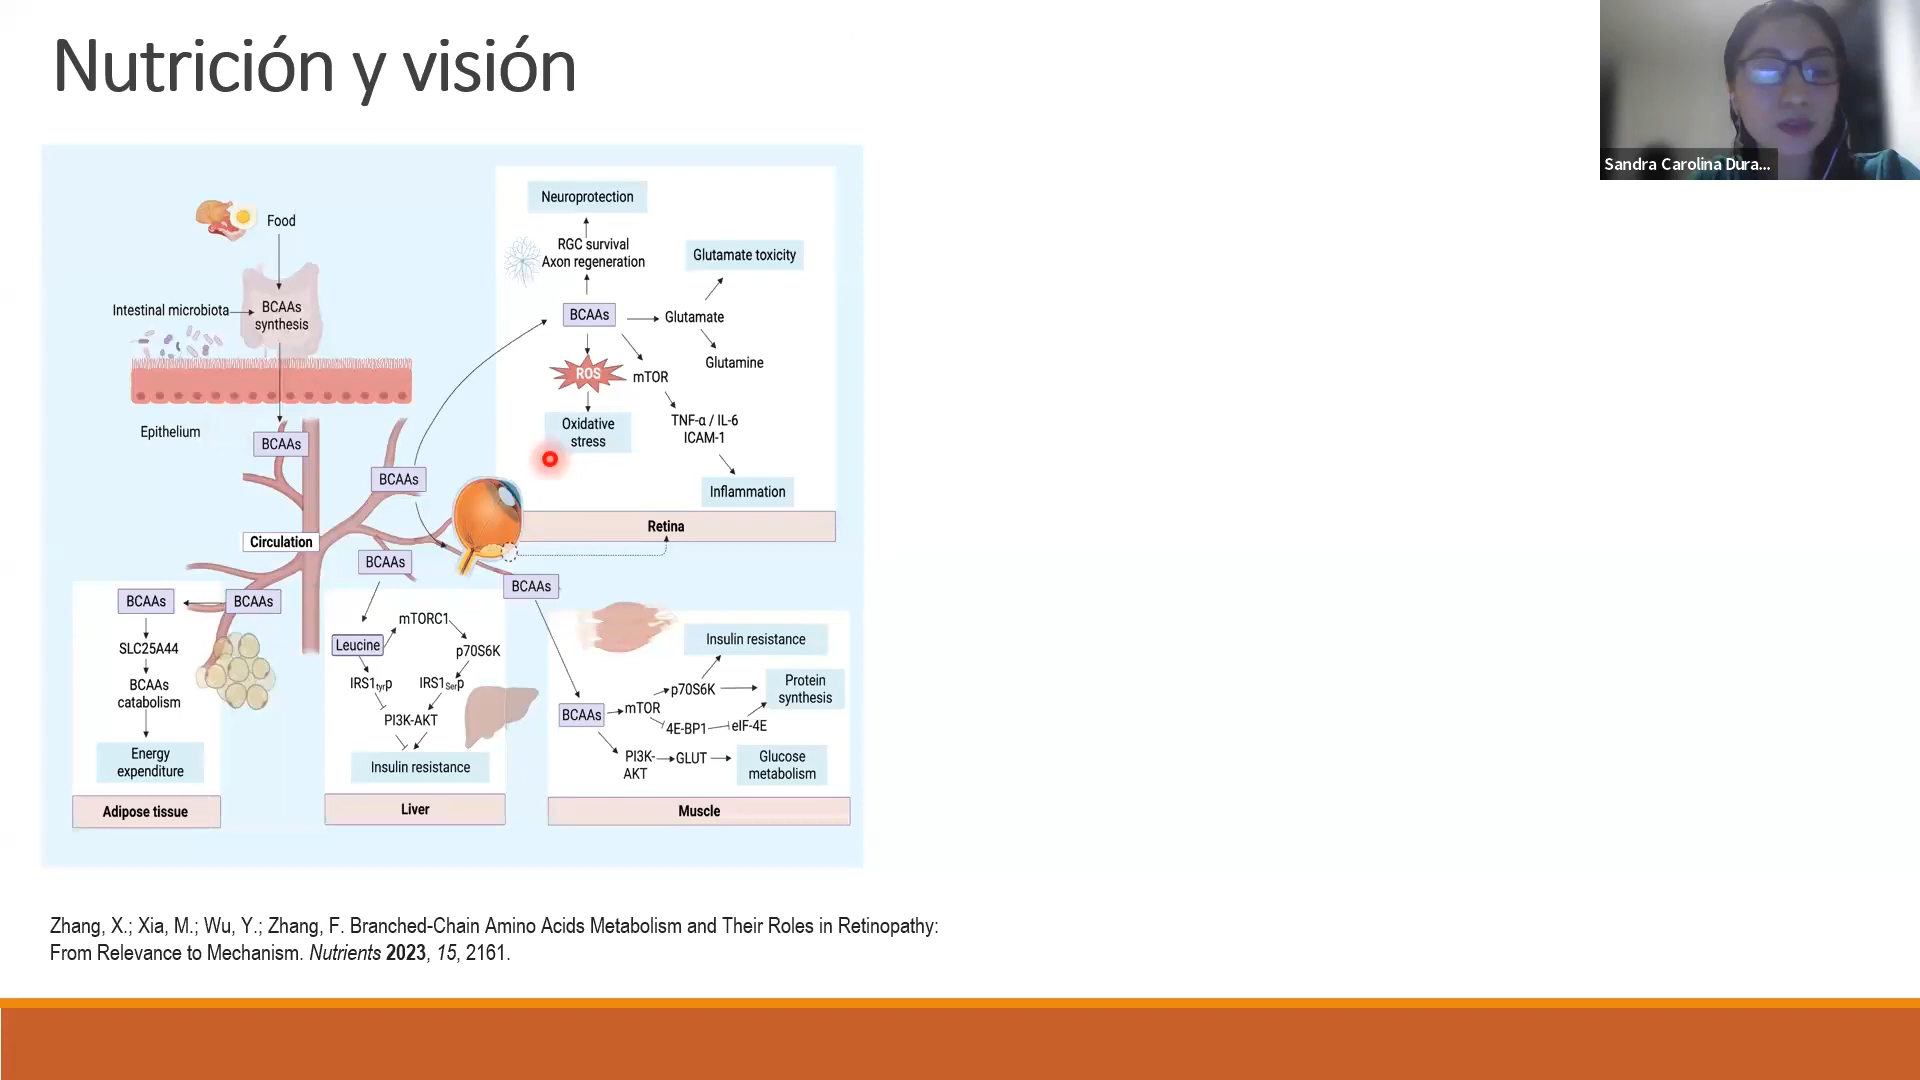 Nutrición y visión
Sandra Carolina Dura...
Food
Intestinal microbiota
BCAAs
synthesis
Epithelium
BCAAs
Circulation
BCAAs
BCAAs
BCAAs
BCAAs
Neuroprotection
RGC survival
Axon regeneration
BCAAs
Glutamate
Glutamate toxicity
Glutamine
ROS
mTOR
Oxidative
stress
TNF-α / IL-6
ICAM-1
Inflammation
Retina
BCAAs
SLC25A44
BCAAs
catabolism
Energy
expenditure
Adipose tissue
Leucine
mTORC1
p70S6K
IRS1tyrp
IRS1Serp
PI3K-AKT
Insulin resistance
Liver
BCAAs
mTOR
p70S6K
Insulin resistance
Protein
synthesis
4E-BP1
eIF-4E
PI3K-
AKT
GLUT
Glucose
metabolism
Muscle
Zhang, X.; Xia, M.; Wu, Y.; Zhang, F. Branched-Chain Amino Acids Metabolism and Their Roles in Retinopathy:
From Relevance to Mechanism. Nutrients 2023, 15, 2161.